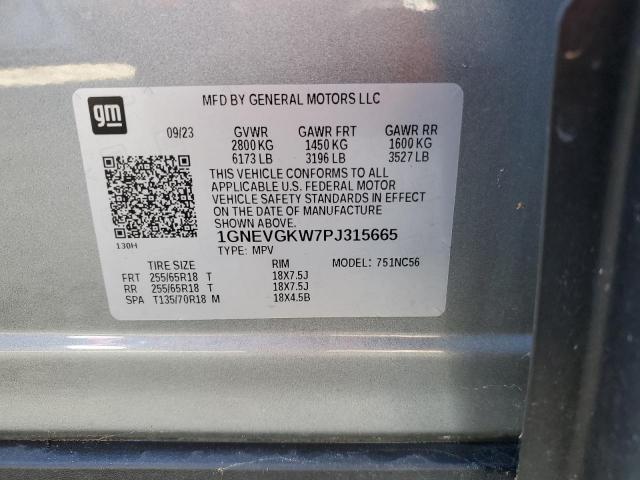 gm
MFD BY GENERAL MOTORS LLC
09/23 GVWR GAWR FRT GAWR RR
2800 KG 1450 KG 1600 KG
6173 LB 3196 LB 3527 LB
THIS VEHICLE CONFORMS TO ALL
APPLICABLE U.S. FEDERAL MOTOR
VEHICLE SAFETY STANDARDS IN EFFECT
ON THE DATE OF MANUFACTURE
SHOWN ABOVE.
130H
1GNEVGKW7PJ315665
TYPE: MPV
TIRE SIZE RIM MODEL: 751NC56
FRT 255/65R18 T 18X7.5J
RR 255/65R18 T 18X7.5J
SPA T135/70R18 M 18X4.5B